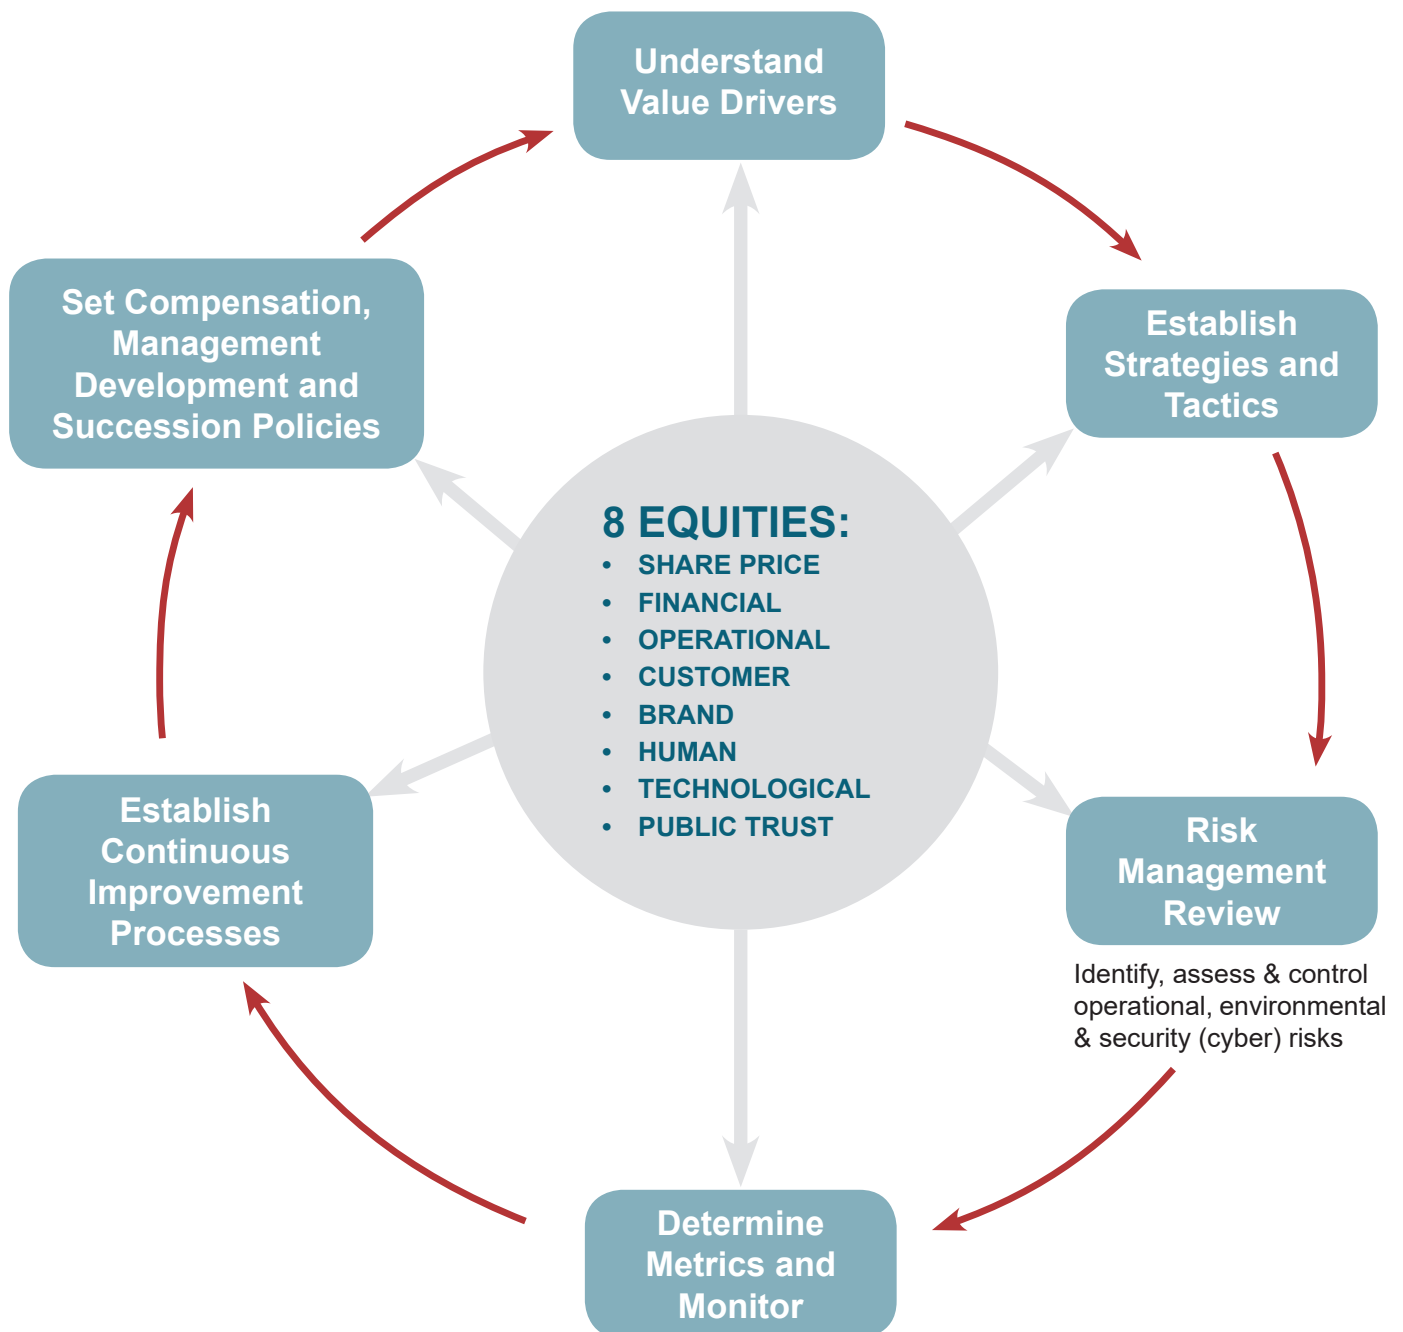 Understand
Value Drivers
Establish
Strategies and
Tactics
Risk
Management
Review
Identify, assess & control
operational, environmental
& security (cyber) risks
Determine
Metrics and
Monitor
Establish
Continuous
Improvement
Processes
Set Compensation,
Management
Development and
Succession Policies
8 EQUITIES:
• SHARE PRICE
• FINANCIAL
• OPERATIONAL
• CUSTOMER
• BRAND
• HUMAN
• TECHNOLOGICAL
• PUBLIC TRUST